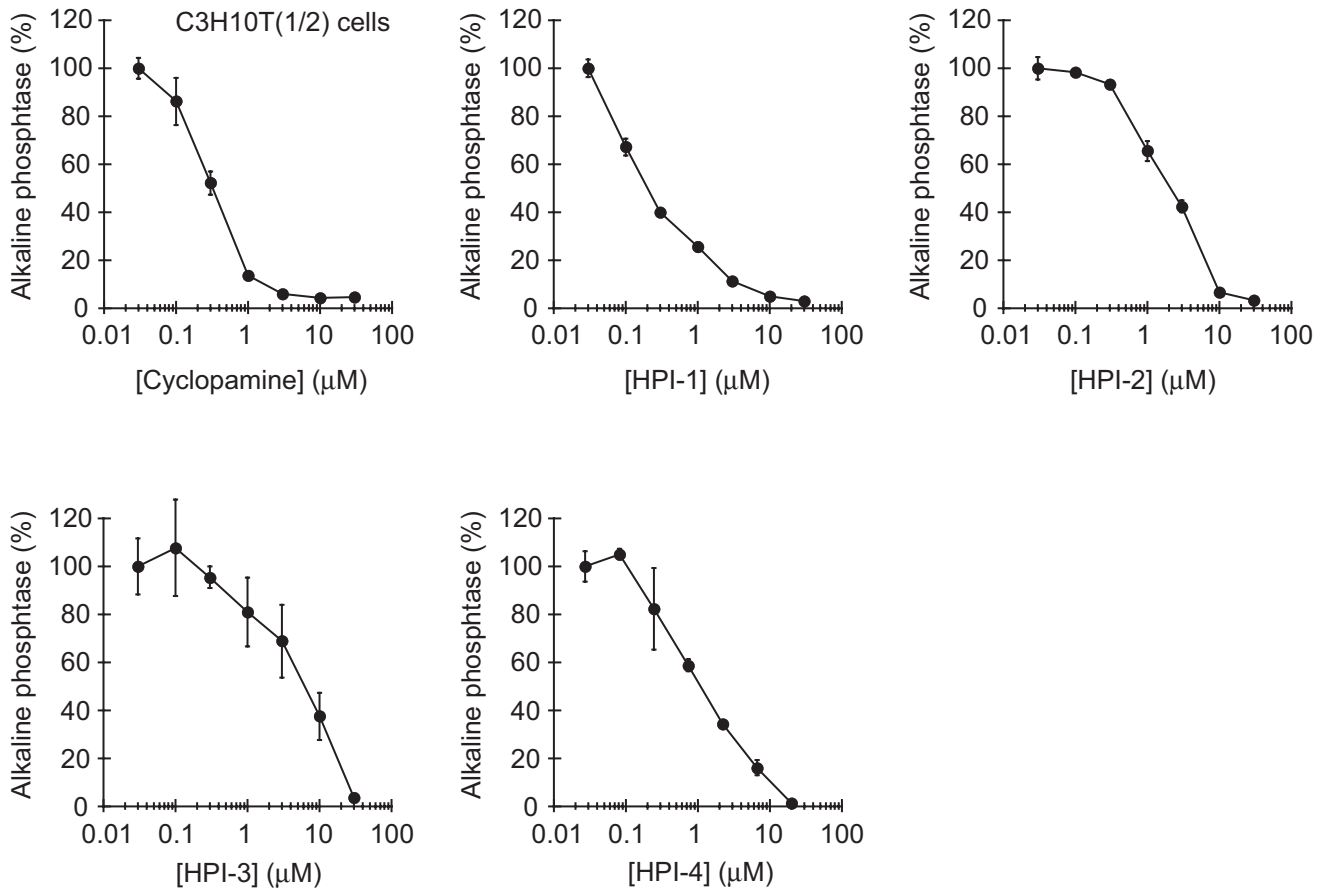 C3H10T(1/2) cells
Alkaline phosphtase (%)
120
100
80
60
40
20
0
0.01 0.1 1 10 100
[Cyclopamine] (μM)
Alkaline phosphtase (%)
120
100
80
60
40
20
0
0.01 0.1 1 10 100
[HPI-1] (μM)
Alkaline phosphtase (%)
120
100
80
60
40
20
0
0.01 0.1 1 10 100
[HPI-2] (μM)
Alkaline phosphtase (%)
120
100
80
60
40
20
0
0.01 0.1 1 10 100
[HPI-3] (μM)
Alkaline phosphtase (%)
120
100
80
60
40
20
0
0.01 0.1 1 10 100
[HPI-4] (μM)